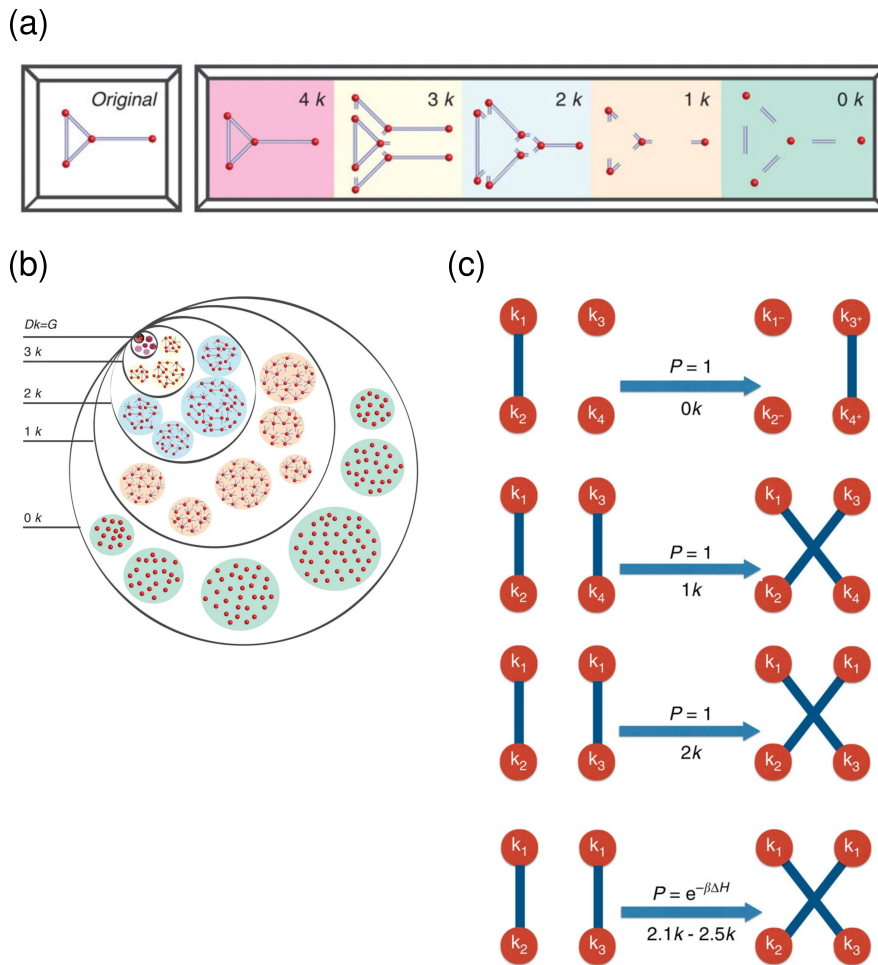 (a)
Original
4 k
3 k
2 k
1 k
0 k
(b)
Dk=G
3 k
2 k
1 k
0 k
(c)
k1 k3 k1- k3+
P = 1
0k
k2 k4 k2- k4+
k1 k3 k1 k3
P = 1
1k
k2 k4 k2 k4
k1 k1 k1 k1
P = 1
2k
k2 k3 k2 k3
k1 k1 k1 k1
P = e−βΔH
2.1k - 2.5k
k2 k3 k2 k3